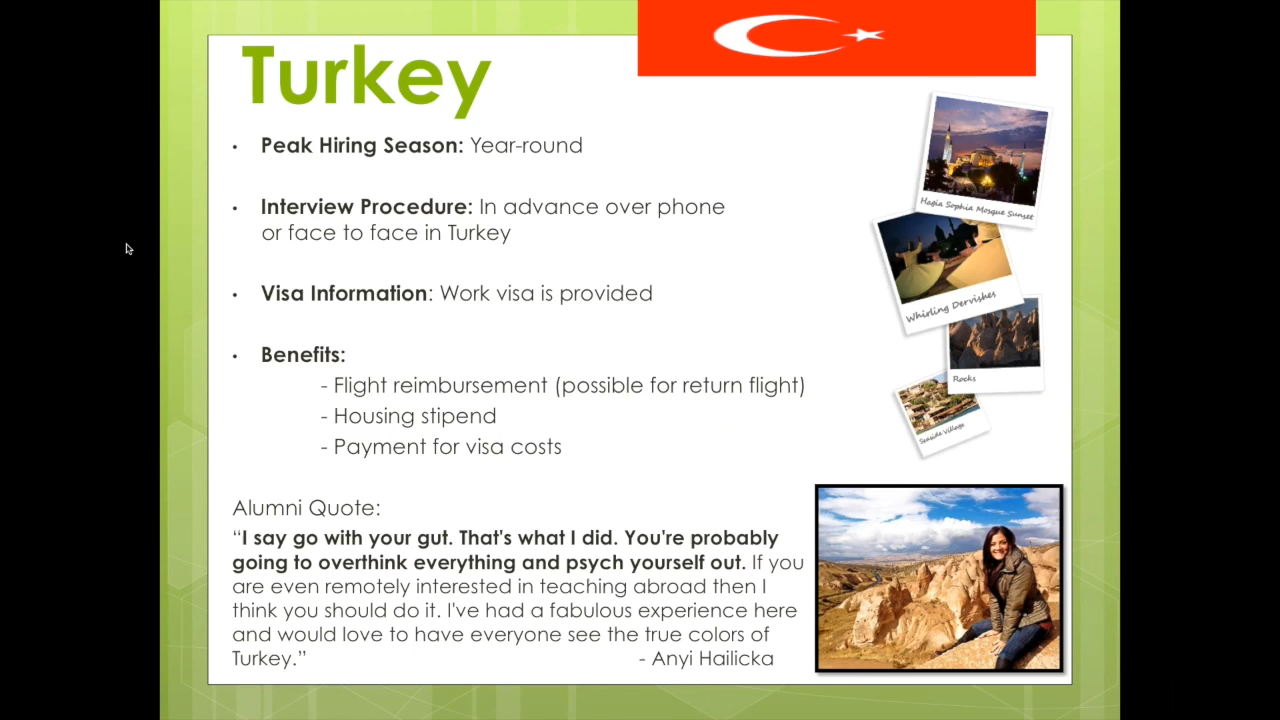 Turkey
• Peak Hiring Season: Year-round
• Interview Procedure: In advance over phone
or face to face in Turkey
• Visa Information: Work visa is provided
• Benefits:
- Flight reimbursement (possible for return flight)
- Housing stipend
- Payment for visa costs
Hagia Sophia Mosque Sunset
Whirling Dervishes
Rocks
Seaside Village
Alumni Quote:
“I say go with your gut. That's what I did. You're probably
going to overthink everything and psych yourself out. If you
are even remotely interested in teaching abroad then I
think you should do it. I've had a fabulous experience here
and would love to have everyone see the true colors of
Turkey.” - Anyi Hailicka